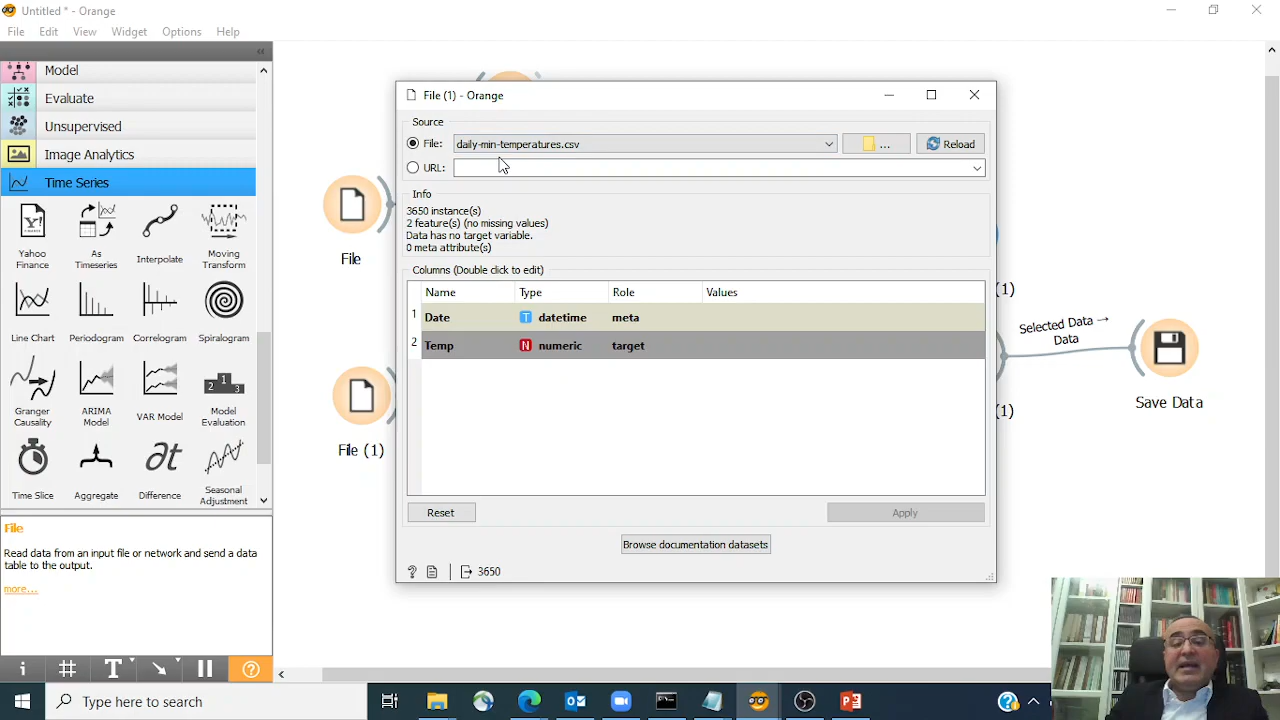 Untitled * - Orange
File Edit View Widget Options Help
Model
Evaluate
Unsupervised
Image Analytics
Time Series
Yahoo Finance
As Timeseries
Interpolate
Moving Transform
Line Chart
Periodogram
Correlogram
Spiralogram
Granger Causality
ARIMA Model
VAR Model
Model Evaluation
Time Slice
Aggregate
Difference
Seasonal Adjustment
File
Read data from an input file or network and send a data
table to the output.
more...
File
File (1)
File (1) - Orange
Source
File: daily-min-temperatures.csv ... Reload
URL:
Info
3650 instance(s)
2 feature(s) (no missing values)
Data has no target variable.
0 meta attribute(s)
Columns (Double click to edit)
Name Type Role Values
1 Date T datetime meta
2 Temp N numeric target
Reset Apply
Browse documentation datasets
? 3650
(1)
(1)
Selected Data →
Data
Save Data
Type here to search